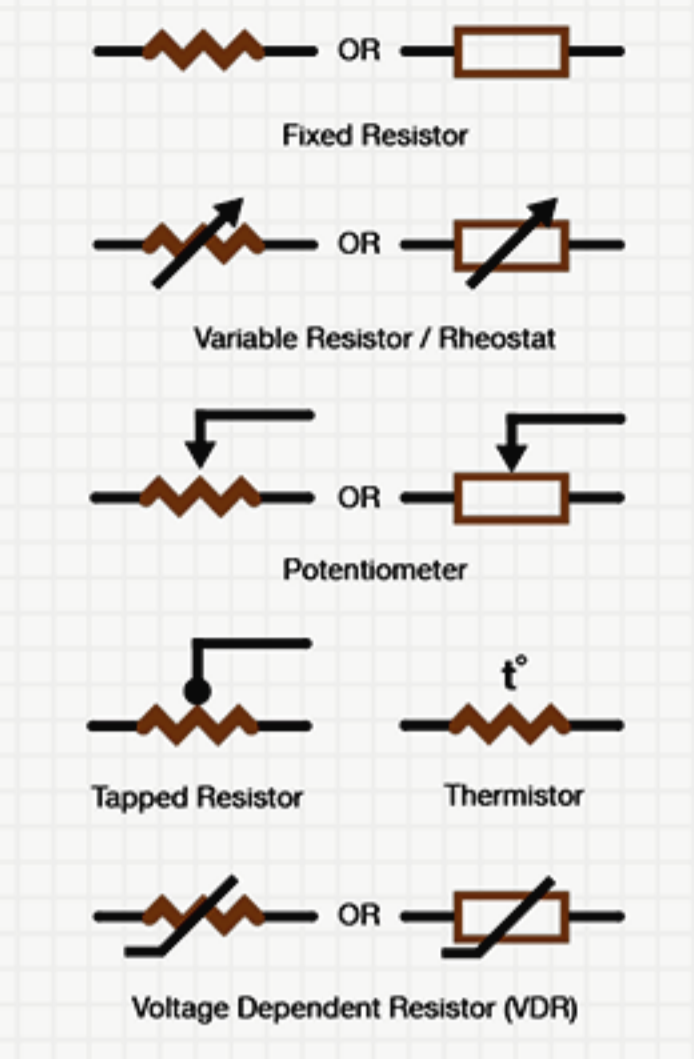 OR
Fixed Resistor
OR
Variable Resistor / Rheostat
OR
Potentiometer
t°
Tapped Resistor
Thermistor
OR
Voltage Dependent Resistor (VDR)